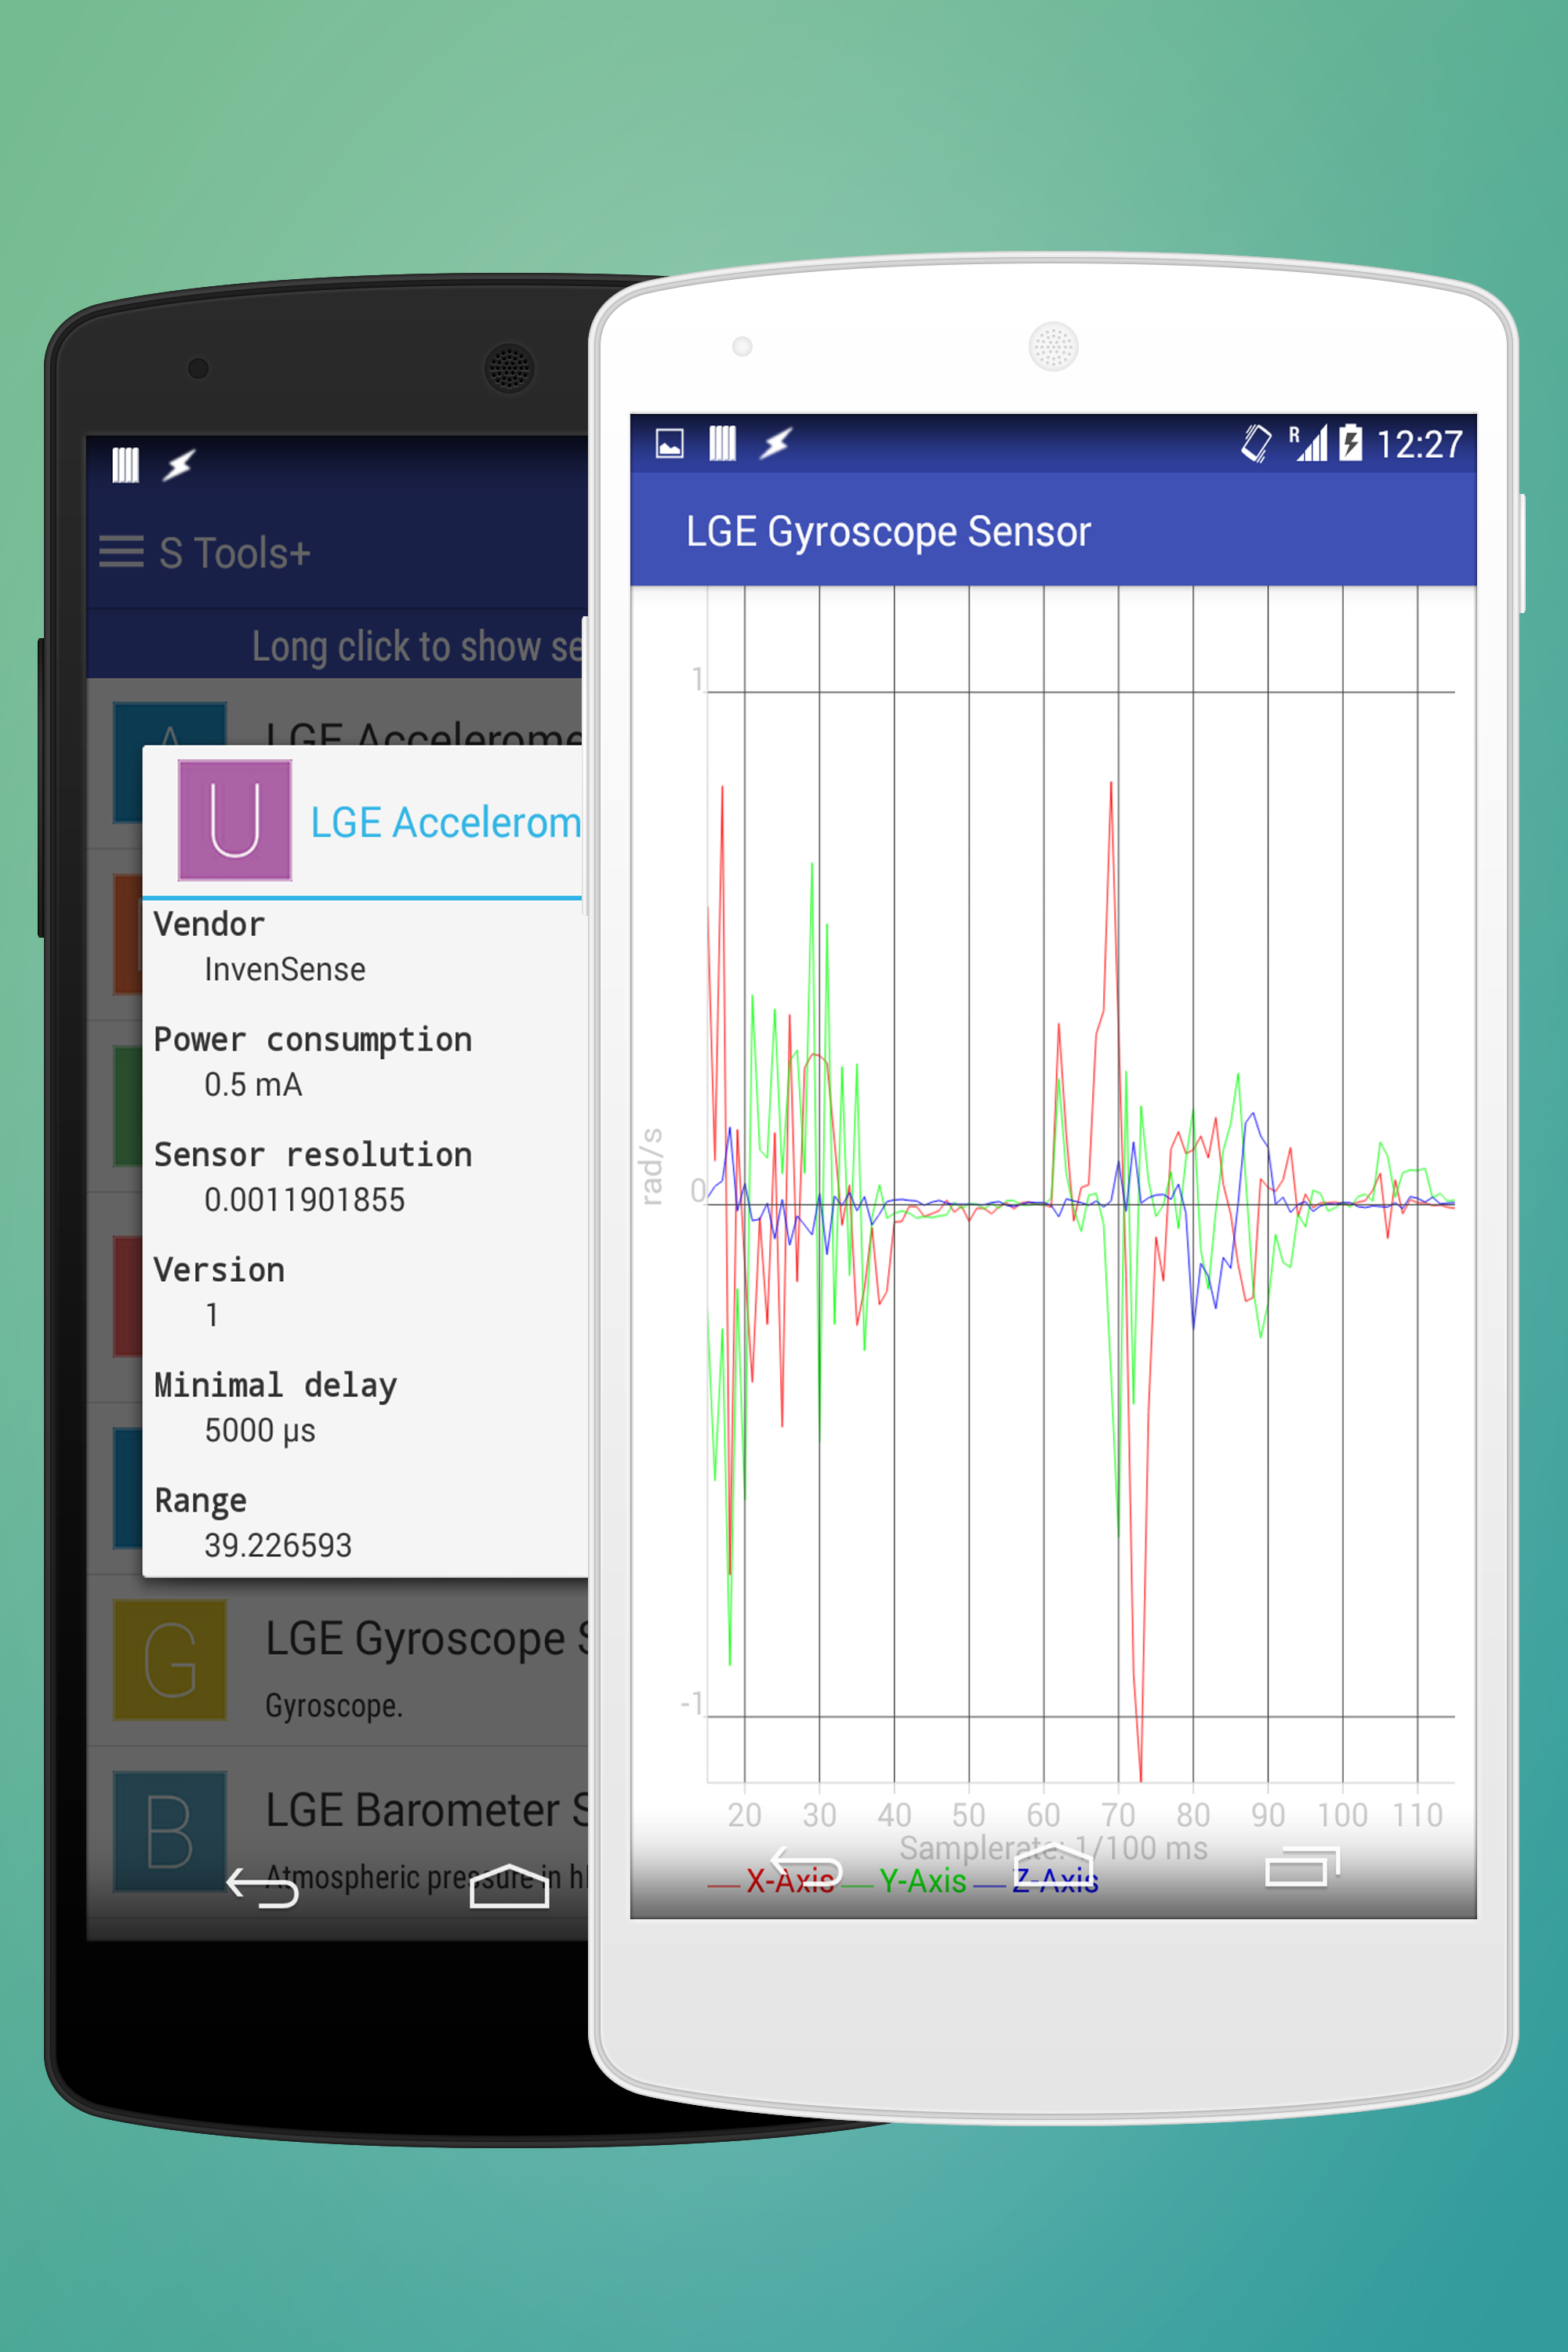 S Tools+
Long click to show se
A
LGE Accelerome
U
LGE Accelerom
Vendor
InvenSense
Power consumption
0.5 mA
Sensor resolution
0.0011901855
Version
1
Minimal delay
5000 µs
Range
39.226593
G
LGE Gyroscope S
Gyroscope.
B
LGE Barometer S
Atmospheric pressure in hl
R 12:27
LGE Gyroscope Sensor
1
rad/s
0
-1
20 30 40 50 60 70 80 90 100 110
Samplerate: 1/100 ms
X-Axis Y-Axis Z-Axis